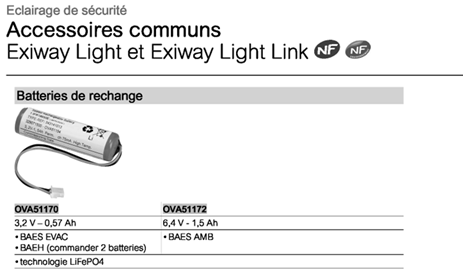 Eclairage de sécurité
Accessoires communs
Exiway Light et Exiway Light Link NF NF
Batteries de rechange
OVA51170 OVA51172
3,2 V – 0,57 Ah 6,4 V - 1,5 Ah
• BAES EVAC • BAES AMB
• BAEH (commander 2 batteries)
• technologie LiFePO4